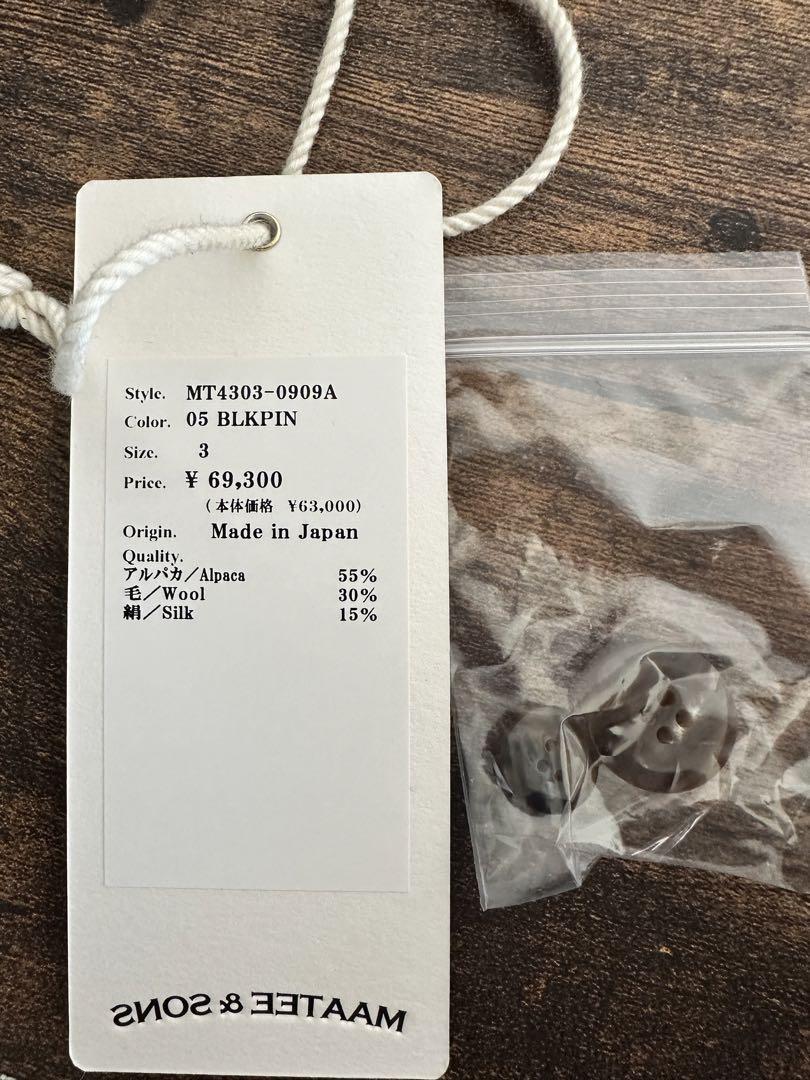 Style. MT4303-0909A
Color. 05 BLKPIN
Size. 3
Price. ¥ 69,300
(本体価格 ¥63,000)
Origin. Made in Japan
Quality.
アルパカ/Alpaca 55%
毛/Wool 30%
絹/Silk 15%
MAATEE & SONS